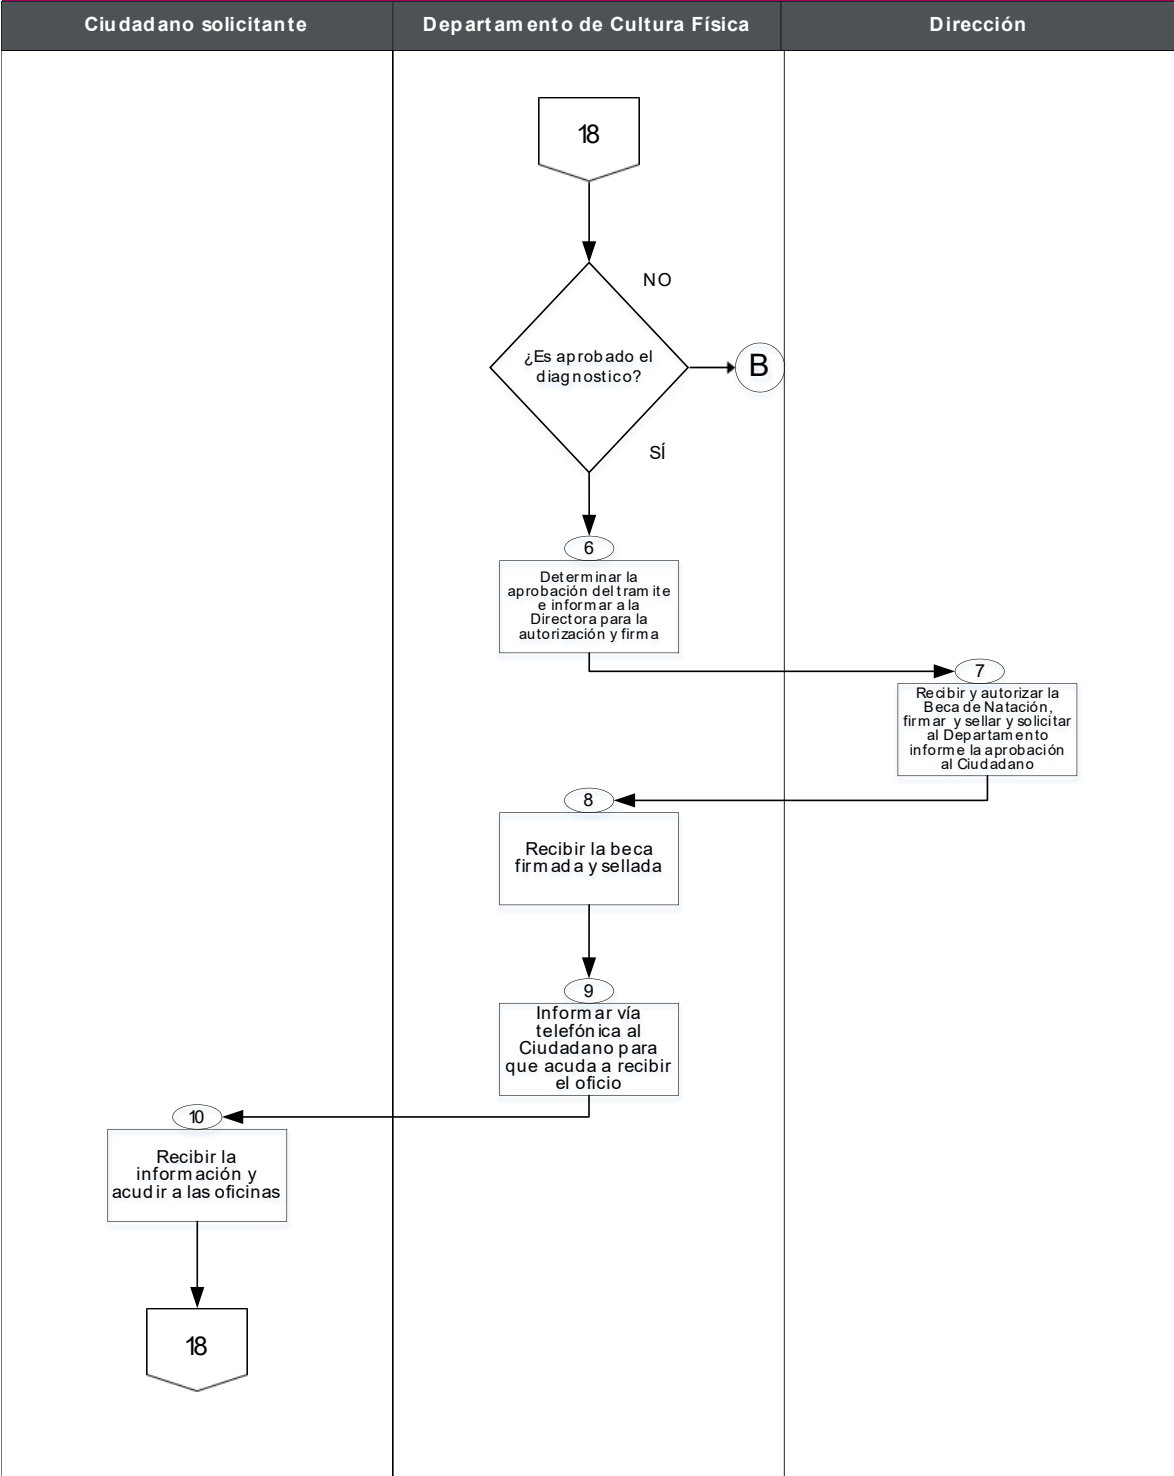 Ciudadano solicitante
Departamento de Cultura Física
Dirección
18
NO
¿Es aprobado el
diagnostico?
B
SÍ
6
Determinar la
aprobación del tramite
e informar a la
Directora para la
autorización y firma
7
Recibir y autorizar la
Beca de Natación,
firmar y sellar y solicitar
al Departamento
informe la aprobación
al Ciudadano
8
Recibir la beca
firmada y sellada
9
Informar vía
telefónica al
Ciudadano para
que acuda a recibir
el oficio
10
Recibir la
información y
acudir a las oficinas
18